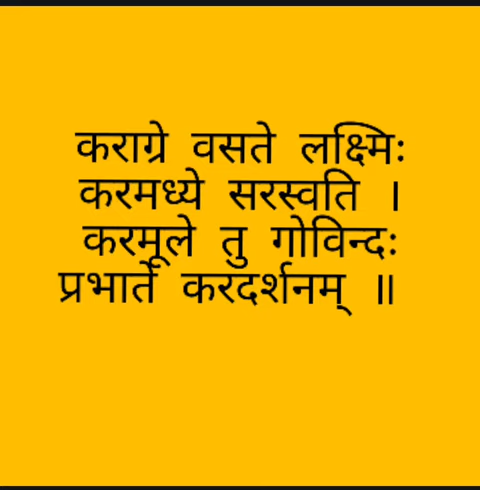 कराग्रे वसते लक्ष्मिः
करमध्ये सरस्वति ।
करमूले तु गोविन्दः
प्रभाते करदर्शनम् ॥